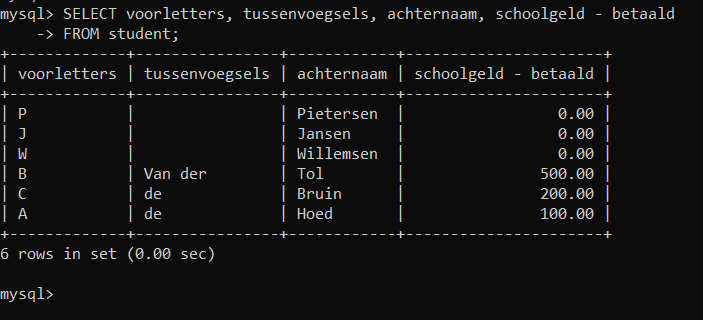 mysql> SELECT voorletters, tussenvoegsels, achternaam, schoolgeld - betaald
    -> FROM student;
+-------------+----------------+------------+----------------------+
| voorletters | tussenvoegsels | achternaam | schoolgeld - betaald |
+-------------+----------------+------------+----------------------+
| P           |                | Pietersen  |                 0.00 |
| J           |                | Jansen     |                 0.00 |
| W           |                | Willemsen  |                 0.00 |
| B           | Van der        | Tol        |               500.00 |
| C           | de             | Bruin      |               200.00 |
| A           | de             | Hoed       |               100.00 |
+-------------+----------------+------------+----------------------+
6 rows in set (0.00 sec)

mysql>